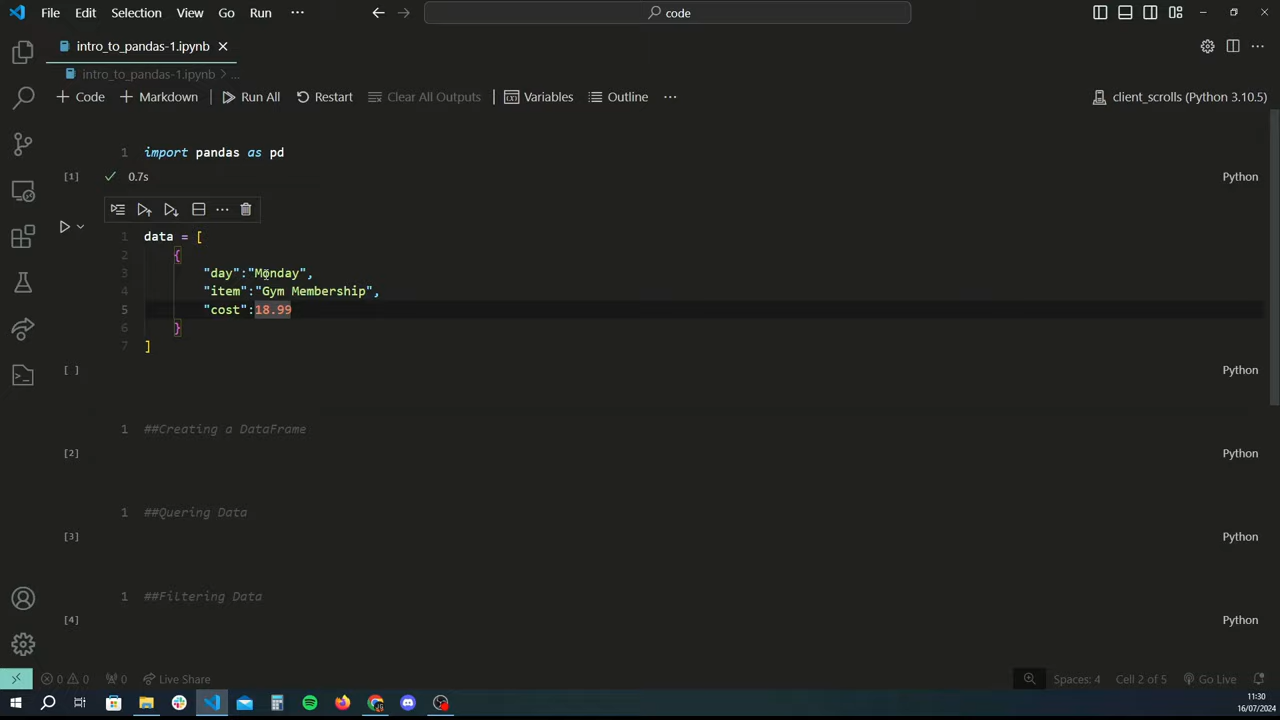 File Edit Selection View Go Run ··· code
intro_to_pandas-1.ipynb
intro_to_pandas-1.ipynb > ...
+ Code + Markdown Run All Restart Clear All Outputs Variables Outline ··· client_scrolls (Python 3.10.5)
1 import pandas as pd
[1] 0.7s Python
1 data = [
2 {
3 "day":"Monday",
4 "item":"Gym Membership",
5 "cost":18.99
6 }
7 ]
[ ] Python
1 ##Creating a DataFrame
[2] Python
1 ##Quering Data
[3] Python
1 ##Filtering Data
[4] Python
0 0 0 Live Share Spaces: 4 Cell 2 of 5 Go Live
11:30
16/07/2024